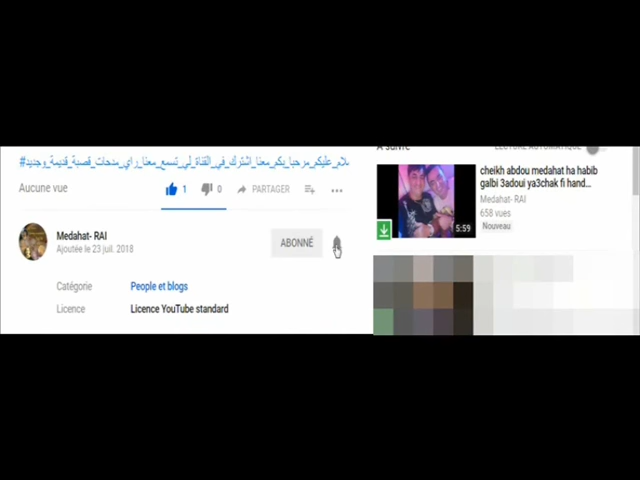 #سلام_عليكم_مرحبا_بكم_معنا_اشترك_في_القناة_لي_تسمع_معنا_راي_مدحات_قصبة_قديمة_وجديد
Aucune vue
1
0
PARTAGER
Medahat- RAI
Ajoutée le 23 juil. 2018
ABONNÉ
Catégorie
People et blogs
Licence
Licence YouTube standard
5:59
cheikh abdou medahat ha habib
galbi 3adoui ya3chak fi hand...
Medahat- RAI
658 vues
Nouveau